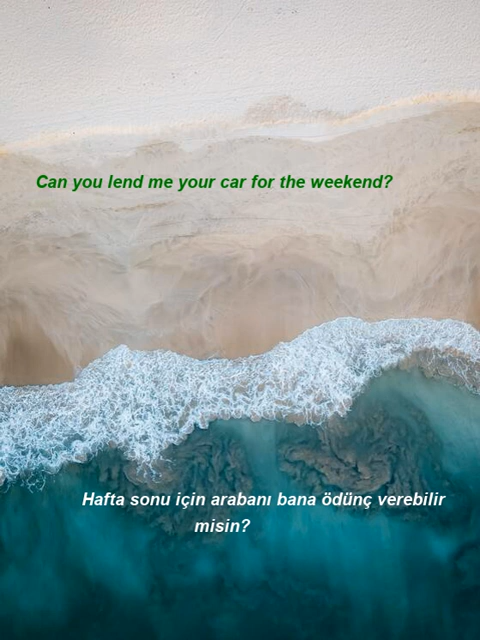 Can you lend me your car for the weekend?
Hafta sonu için arabanı bana ödünç verebilir
misin?